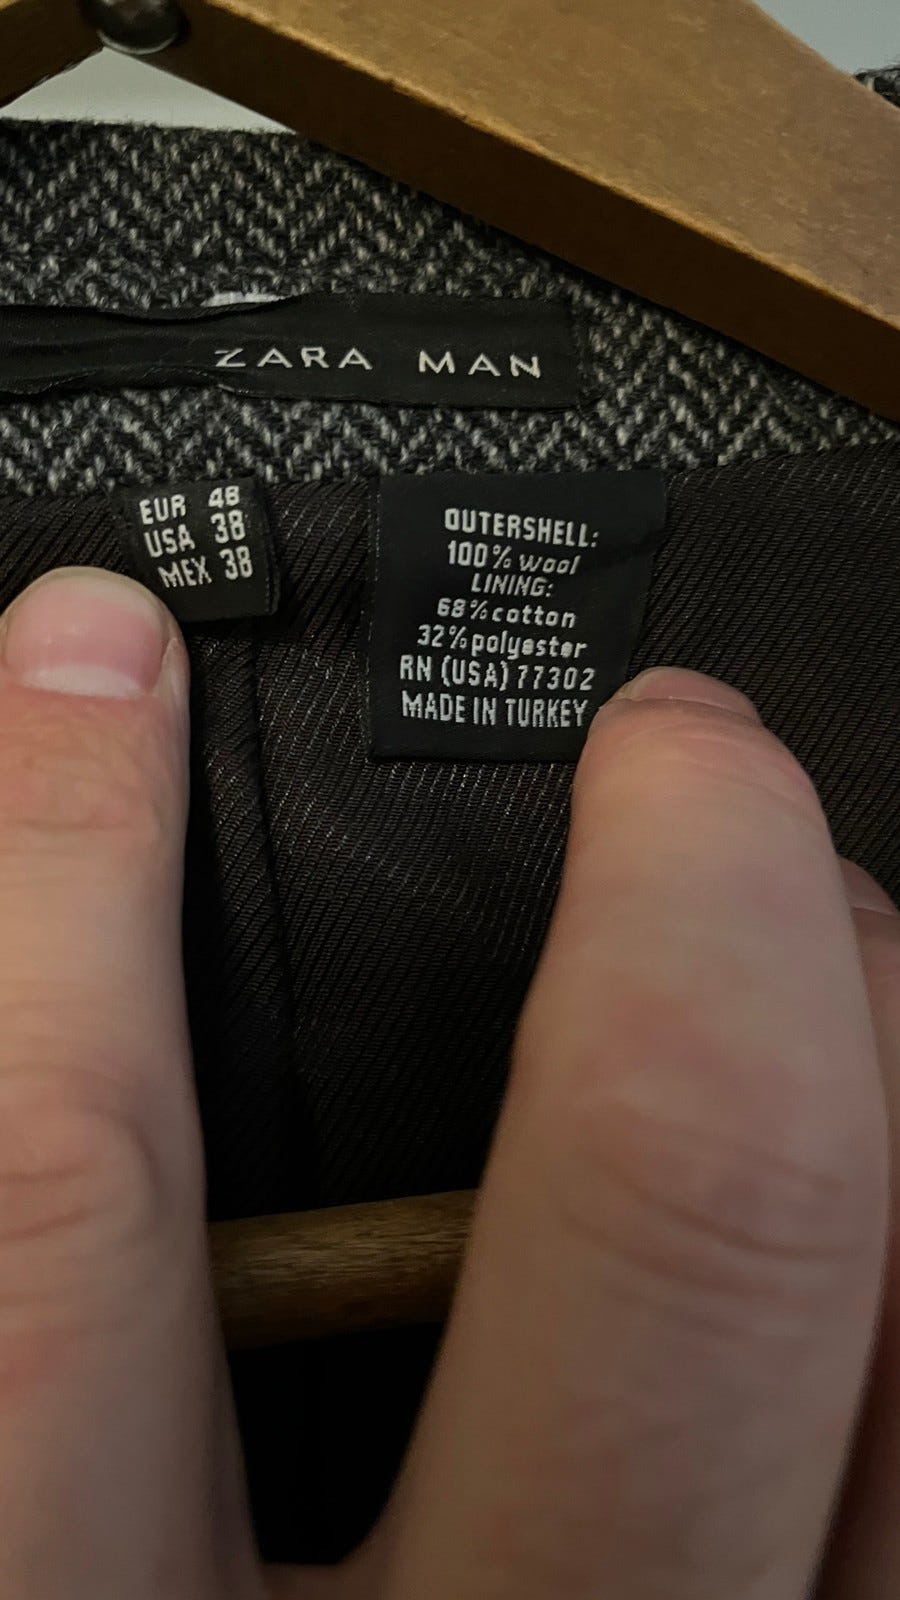 ZARA MAN
EUR 48
USA 38
MEX 38
OUTERSHELL:
100% wool
LINING:
68% cotton
32% polyester
RN (USA) 77302
MADE IN TURKEY